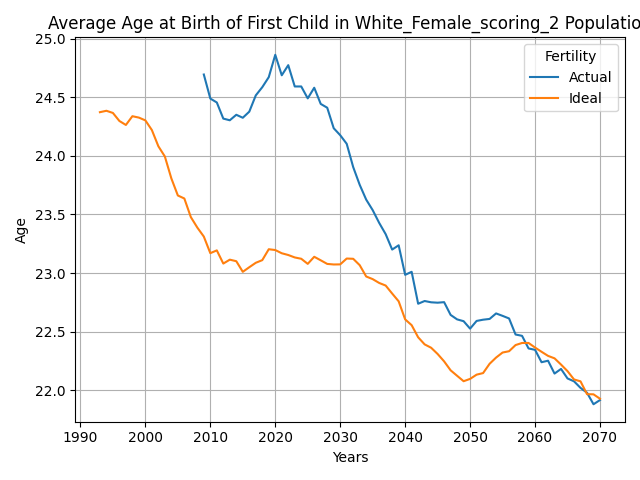 Average Age at Birth of First Child in White_Female_scoring_2 Populatio
Fertility
Actual
Ideal
25.0
24.5
24.0
23.5
23.0
22.5
22.0
Age
1990 2000 2010 2020 2030 2040 2050 2060 2070
Years